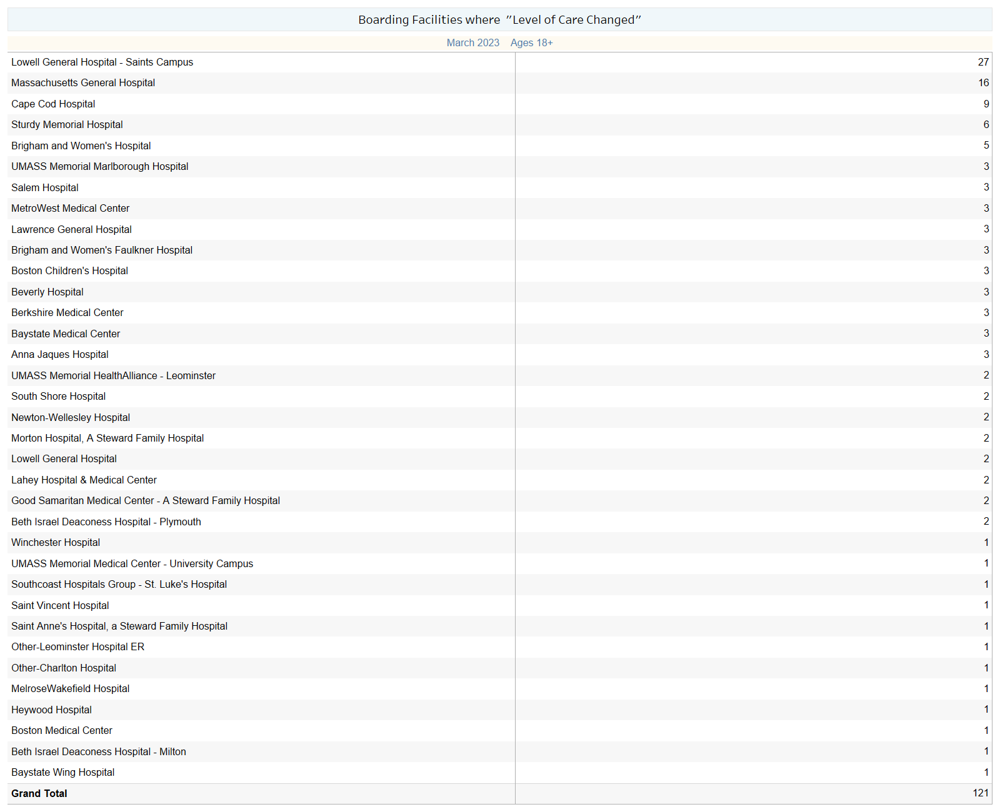 Boarding Facilities where "Level of Care Changed"
March 2023 Ages 18+
Lowell General Hospital - Saints Campus 27
Massachusetts General Hospital 16
Cape Cod Hospital 9
Sturdy Memorial Hospital 6
Brigham and Women's Hospital 5
UMASS Memorial Marlborough Hospital 3
Salem Hospital 3
MetroWest Medical Center 3
Lawrence General Hospital 3
Brigham and Women's Faulkner Hospital 3
Boston Children's Hospital 3
Beverly Hospital 3
Berkshire Medical Center 3
Baystate Medical Center 3
Anna Jaques Hospital 3
UMASS Memorial HealthAlliance - Leominster 2
South Shore Hospital 2
Newton-Wellesley Hospital 2
Morton Hospital, A Steward Family Hospital 2
Lowell General Hospital 2
Lahey Hospital & Medical Center 2
Good Samaritan Medical Center - A Steward Family Hospital 2
Beth Israel Deaconess Hospital - Plymouth 2
Winchester Hospital 1
UMASS Memorial Medical Center - University Campus 1
Southcoast Hospitals Group - St. Luke's Hospital 1
Saint Vincent Hospital 1
Saint Anne's Hospital, a Steward Family Hospital 1
Other-Leominster Hospital ER 1
Other-Charlton Hospital 1
MelroseWakefield Hospital 1
Heywood Hospital 1
Boston Medical Center 1
Beth Israel Deaconess Hospital - Milton 1
Baystate Wing Hospital 1
Grand Total 121